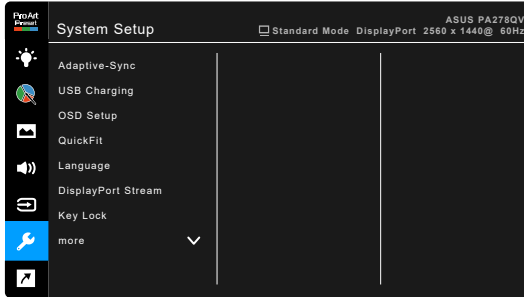 ProArt
Preset
System Setup
ASUS PA278QV
Standard Mode DisplayPort 2560 x 1440@ 60Hz
Adaptive-Sync
USB Charging
OSD Setup
QuickFit
Language
DisplayPort Stream
Key Lock
more